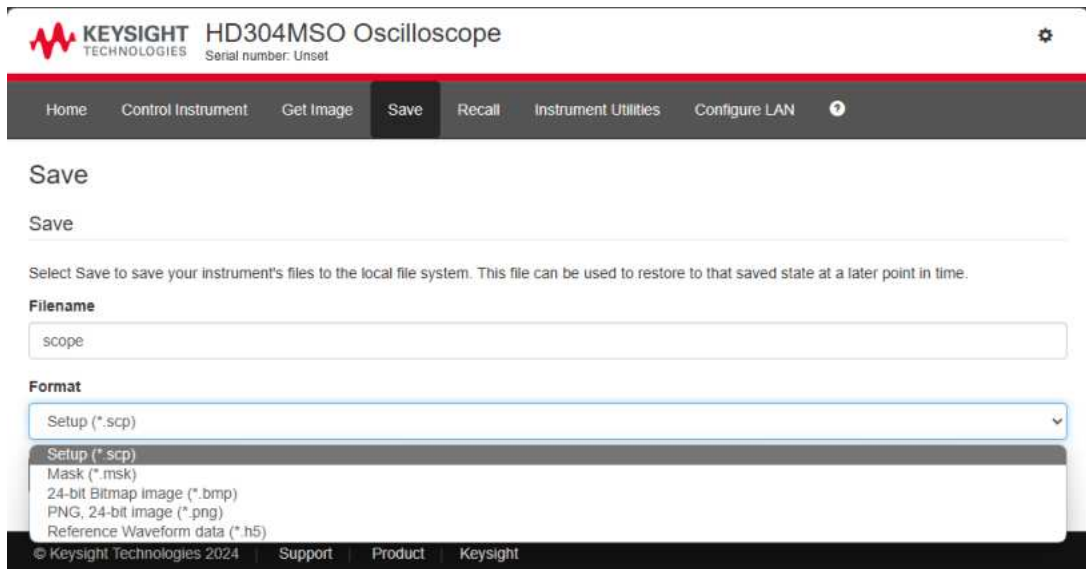 KEYSIGHT
TECHNOLOGIES
HD304MSO Oscilloscope
Serial number: Unset
Home Control Instrument Get Image Save Recall Instrument Utilities Configure LAN ?
Save
Save
Select Save to save your instrument's files to the local file system. This file can be used to restore to that saved state at a later point in time.
Filename
scope
Format
Setup (*.scp)
Setup (*.scp)
Mask (*.msk)
24-bit Bitmap image (*.bmp)
PNG, 24-bit image (*.png)
Reference Waveform data (*.h5)
© Keysight Technologies 2024 | Support | Product | Keysight